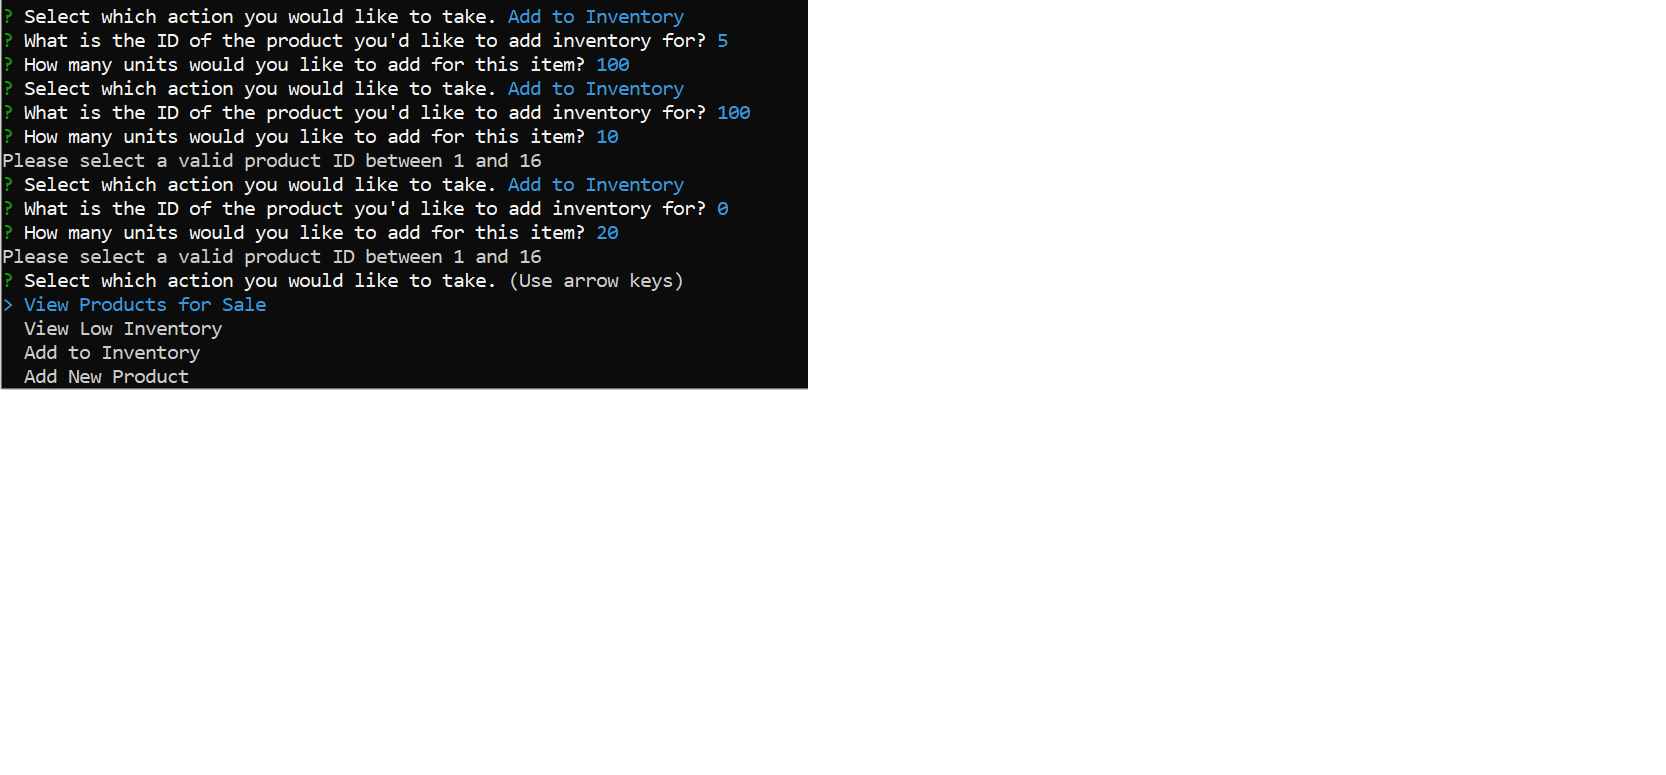 ? Select which action you would like to take. Add to Inventory
? What is the ID of the product you'd like to add inventory for? 5
? How many units would you like to add for this item? 100
? Select which action you would like to take. Add to Inventory
? What is the ID of the product you'd like to add inventory for? 100
? How many units would you like to add for this item? 10
Please select a valid product ID between 1 and 16
? Select which action you would like to take. Add to Inventory
? What is the ID of the product you'd like to add inventory for? 0
? How many units would you like to add for this item? 20
Please select a valid product ID between 1 and 16
? Select which action you would like to take. (Use arrow keys)
> View Products for Sale
  View Low Inventory
  Add to Inventory
  Add New Product